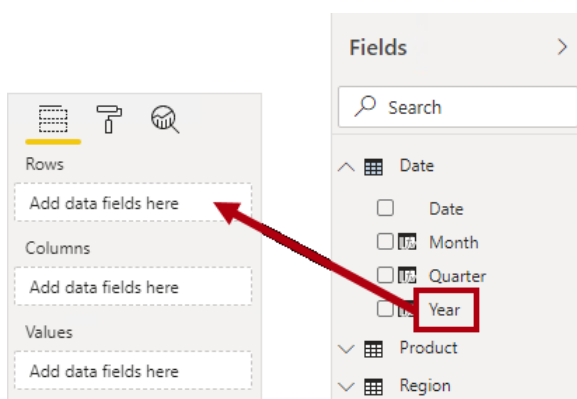 Rows
Add data fields here
Columns
Add data fields here
Values
Add data fields here
Fields
Search
Date
Date
Month
Quarter
Year
Product
Region